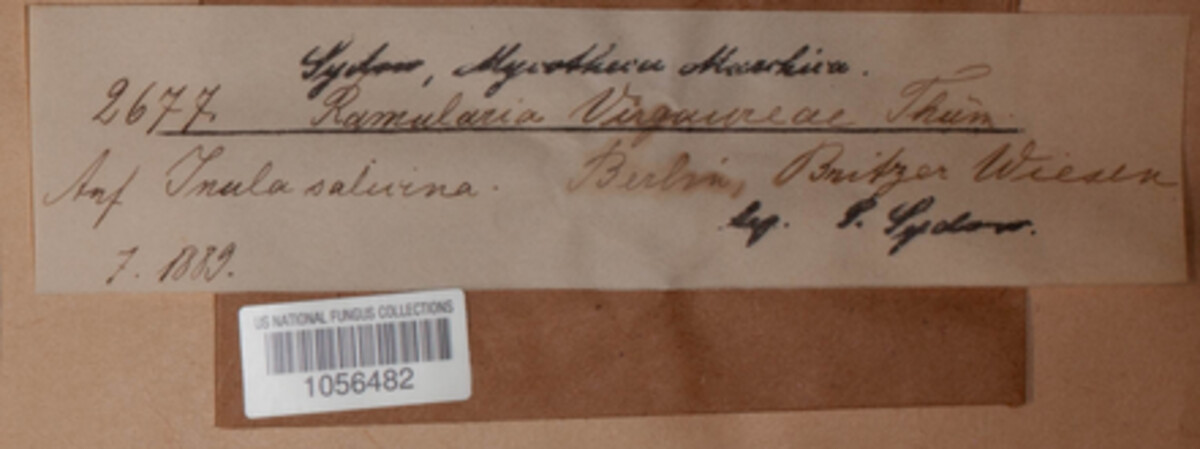 Sydow, Mycotheca Marchica.
2677. Ramularia Virgaureae Thüm.
Auf Inula salicina. Berlin, Britzer Wiesen
leg. P. Sydow.
7. 1889.
US NATIONAL FUNGUS COLLECTIONS
1056482